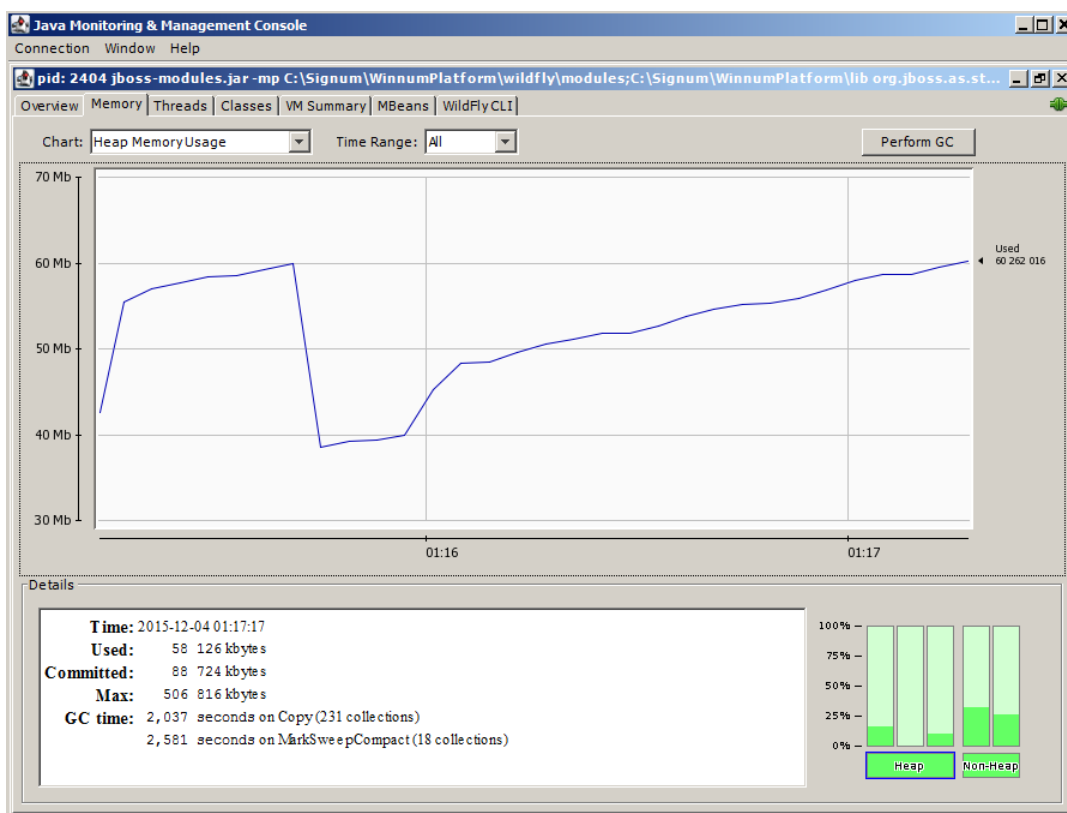 Java Monitoring & Management Console
Connection Window Help
pid: 2404 jboss-modules.jar -mp C:\Signum\WinnumPlatform\wildfly\modules;C:\Signum\WinnumPlatform\lib org.jboss.as.st...
Overview Memory Threads Classes VM Summary MBeans WildFly CLI
Chart: Heap Memory Usage Time Range: All Perform GC
70 Mb
60 Mb
50 Mb
40 Mb
30 Mb
Used
60 262 016
01:16 01:17
Details
Time: 2015-12-04 01:17:17
Used: 58 126 kbytes
Committed: 88 724 kbytes
Max: 506 816 kbytes
GC time: 2,037 seconds on Copy (231 collections)
2,581 seconds on MarkSweepCompact (18 collections)
100%
75%
50%
25%
0%
Heap Non-Heap